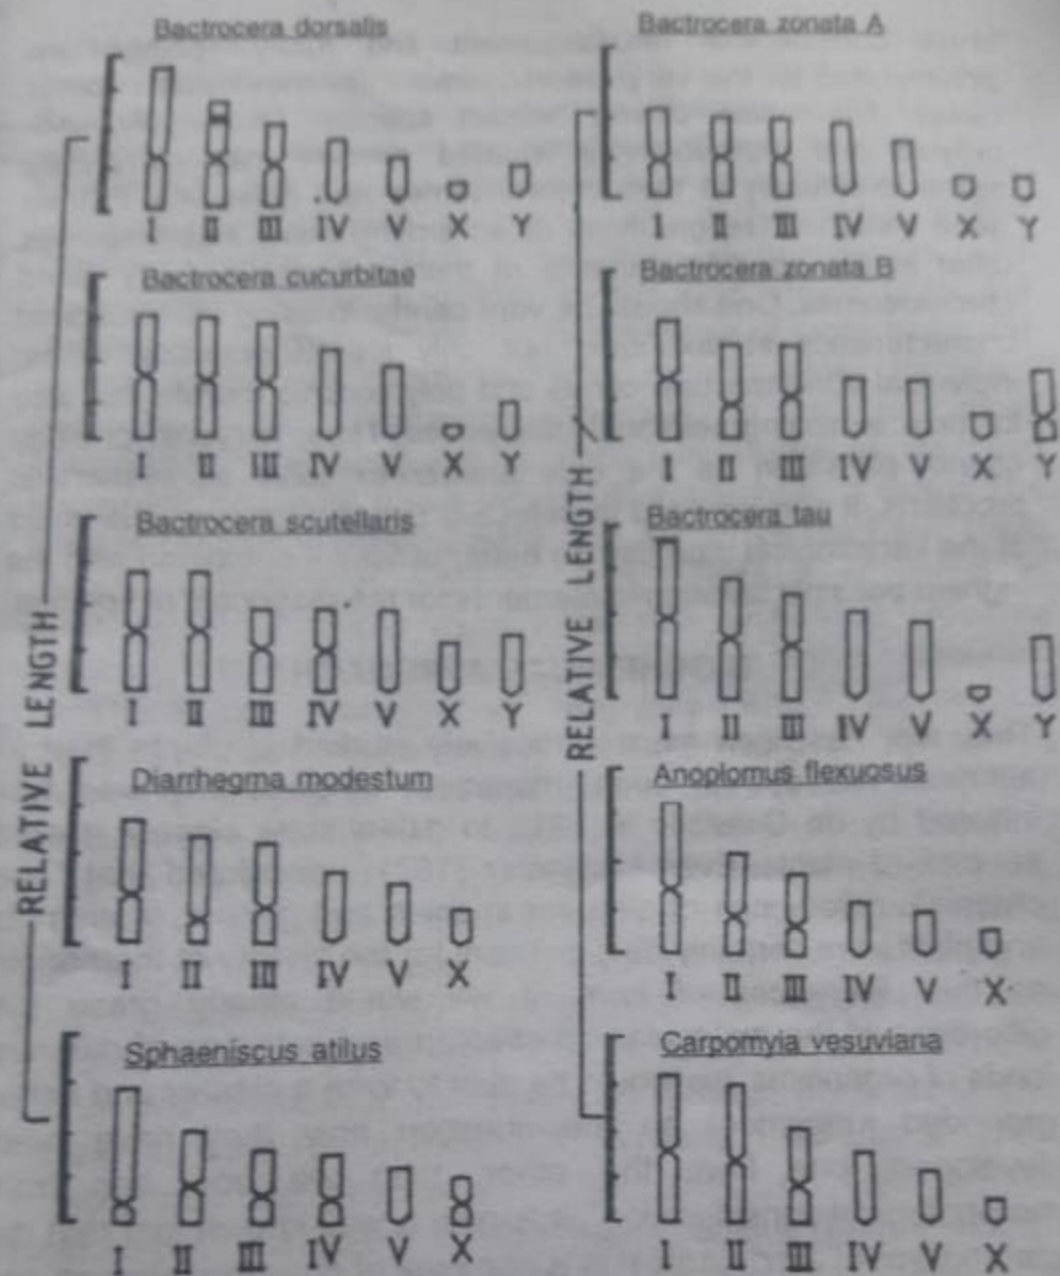 Bactrocera dorsalis
I II III IV V X Y
Bactrocera cucurbitae
I II III IV V X Y
Bactrocera scutellaris
I II III IV V X Y
Diarrhegma modestum
I II III IV V X
Sphaeniscus atilus
I II III IV V X
RELATIVE LENGTH
Bactrocera zonata A
I II III IV V X Y
Bactrocera zonata B
I II III IV V X Y
Bactrocera tau
I II III IV V X Y
Anoplomus flexuosus
I II III IV V X
Carpomyia vesuviana
I II III IV V X
RELATIVE LENGTH